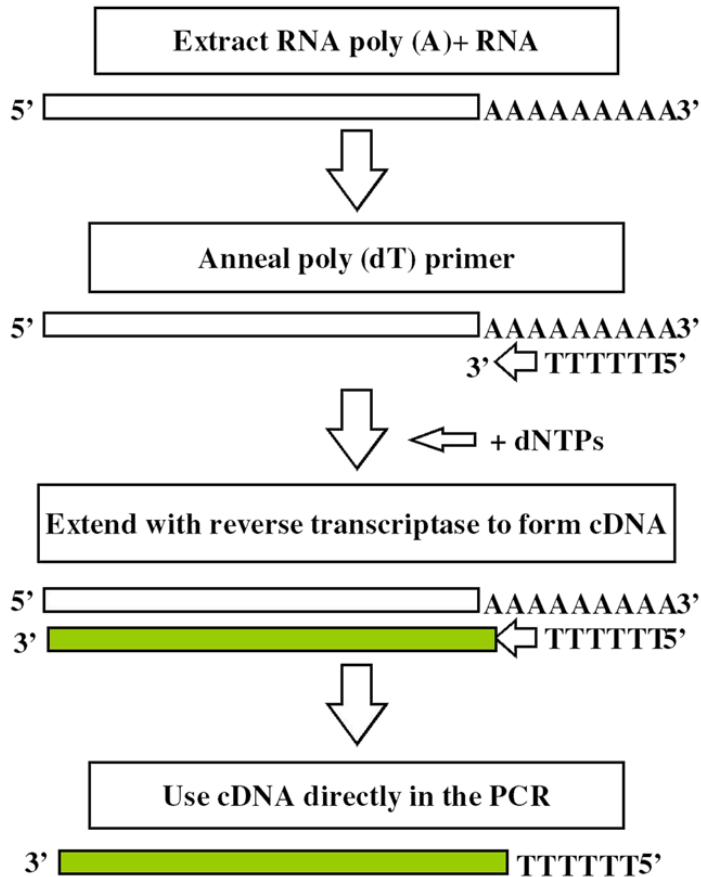 Extract RNA poly (A)+ RNA
5’ AAAAAAAAA3’
Anneal poly (dT) primer
5’ AAAAAAAAA3’
3’ TTTTTT5’
+ dNTPs
Extend with reverse transcriptase to form cDNA
5’ AAAAAAAAA3’
3’ TTTTTT5’
Use cDNA directly in the PCR
3’ TTTTTT5’